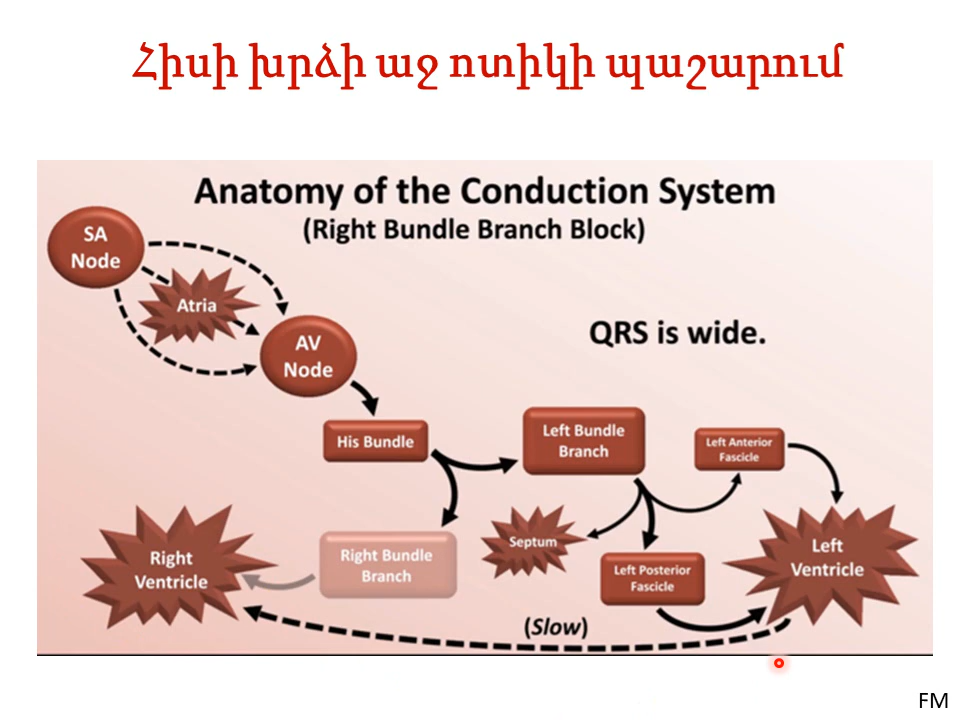 Հիսի խրձի աջ ոտիկի պաշարում
Anatomy of the Conduction System
(Right Bundle Branch Block)
SA
Node
Atria
QRS is wide.
AV
Node
His Bundle
Left Bundle
Branch
Left Anterior
Fascicle
Right
Ventricle
Right Bundle
Branch
Septum
Left Posterior
Fascicle
Left
Ventricle
(Slow)
FM